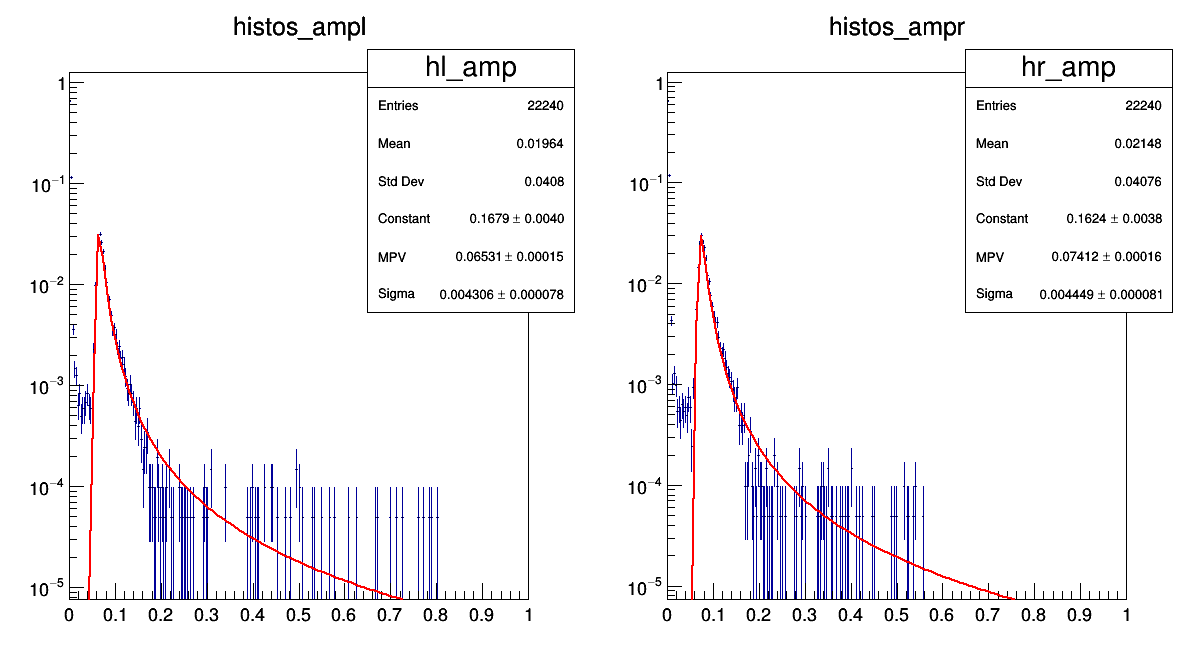 histos_ampl
hl_amp
Entries 22240
Mean 0.01964
Std Dev 0.0408
Constant 0.1679 ± 0.0040
MPV 0.06531 ± 0.00015
Sigma 0.004306 ± 0.000078
1
10⁻¹
10⁻²
10⁻³
10⁻⁴
10⁻⁵
0 0.1 0.2 0.3 0.4 0.5 0.6 0.7 0.8 0.9 1
histos_ampr
hr_amp
Entries 22240
Mean 0.02148
Std Dev 0.04076
Constant 0.1624 ± 0.0038
MPV 0.07412 ± 0.00016
Sigma 0.004449 ± 0.000081
1
10⁻¹
10⁻²
10⁻³
10⁻⁴
10⁻⁵
0 0.1 0.2 0.3 0.4 0.5 0.6 0.7 0.8 0.9 1